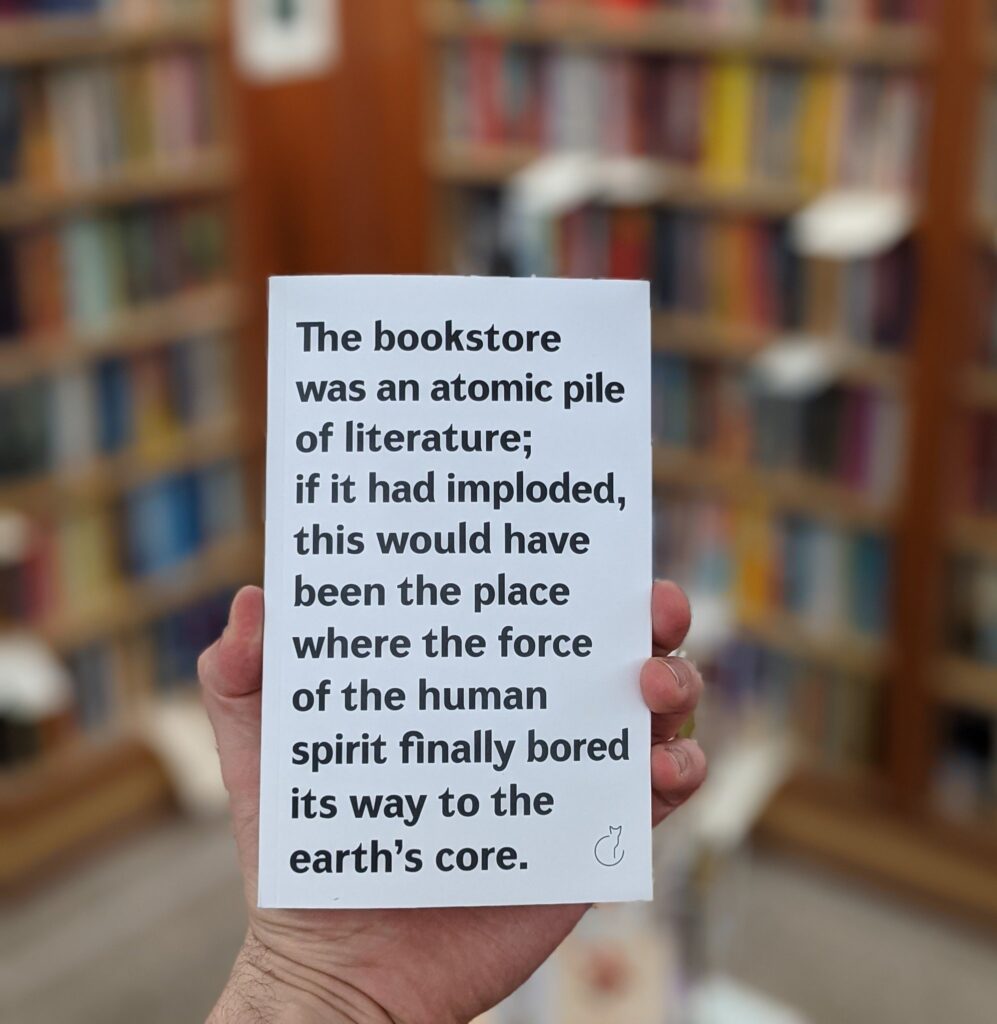 The bookstore
was an atomic pile
of literature;
if it had imploded,
this would have
been the place
where the force
of the human
spirit finally bored
its way to the
earth’s core.